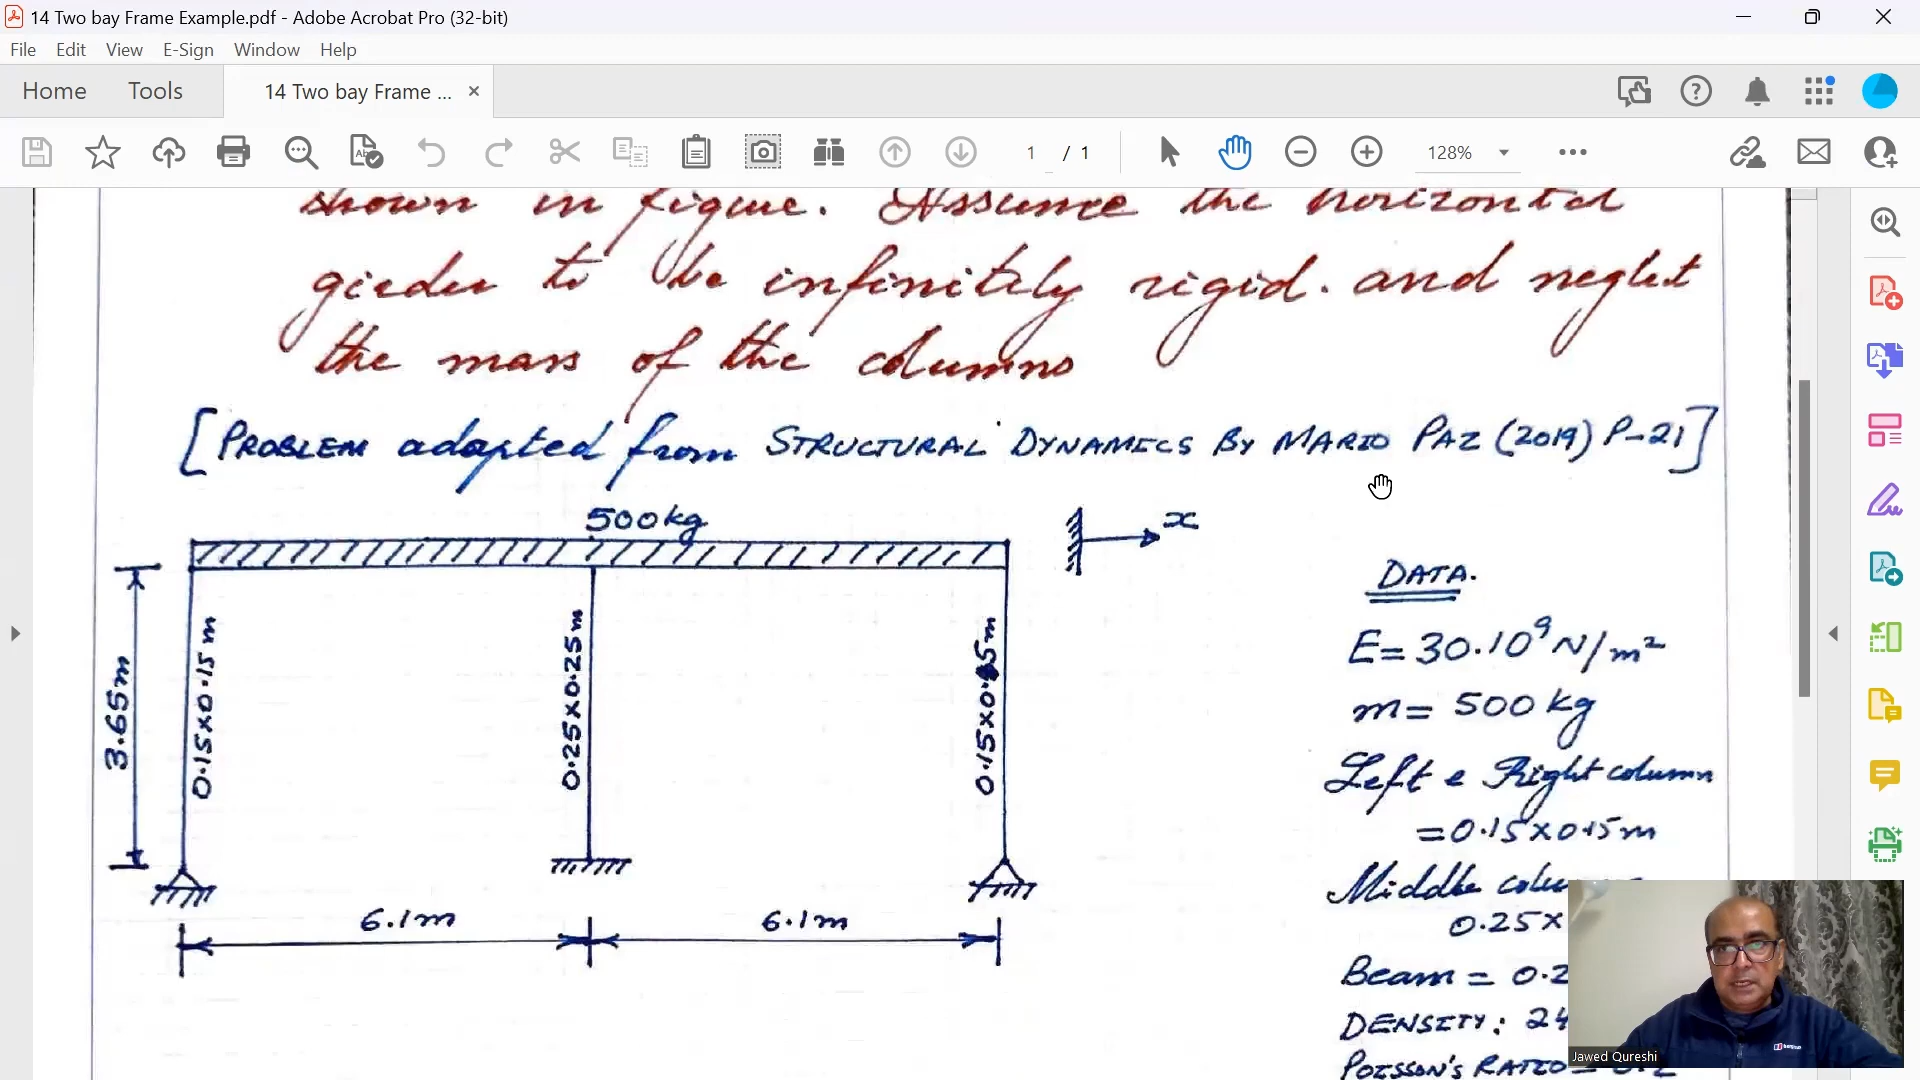 14 Two bay Frame Example.pdf - Adobe Acrobat Pro (32-bit)
File Edit View E-Sign Window Help
Home Tools 14 Two bay Frame ...
1 / 1 128%
shown in figure. Assume the horizontal
girder to be infinitely rigid. and neglect
the mass of the columns
[PROBLEM adapted from STRUCTURAL DYNAMICS BY MARIO PAZ (2019) P-21]
500kg
x
DATA.
E= 30.10⁹ N/m²
m= 500 kg
Left & Right column
=0.15x0.15m
Middle
0.25x
Beam = 0.2
DENSITY: 24
POISSON'S RATIO =
3.65m
0.15x0.15m
0.25x0.25m
6.1m
6.1m
Jawed Qureshi